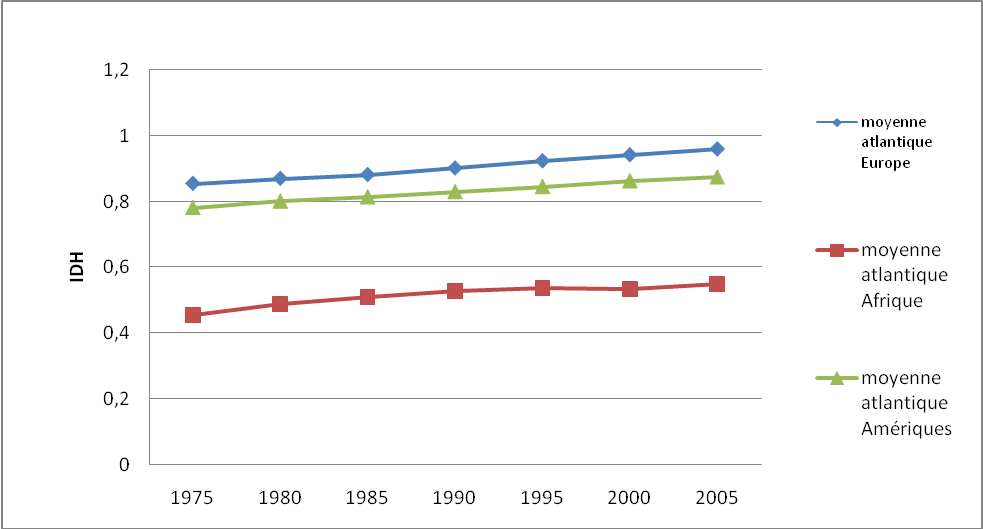 1,2
1
0,8
0,6
0,4
0,2
0
IDH
1975 1980 1985 1990 1995 2000 2005
moyenne
atlantique
Europe
moyenne
atlantique
Afrique
moyenne
atlantique
Amériques